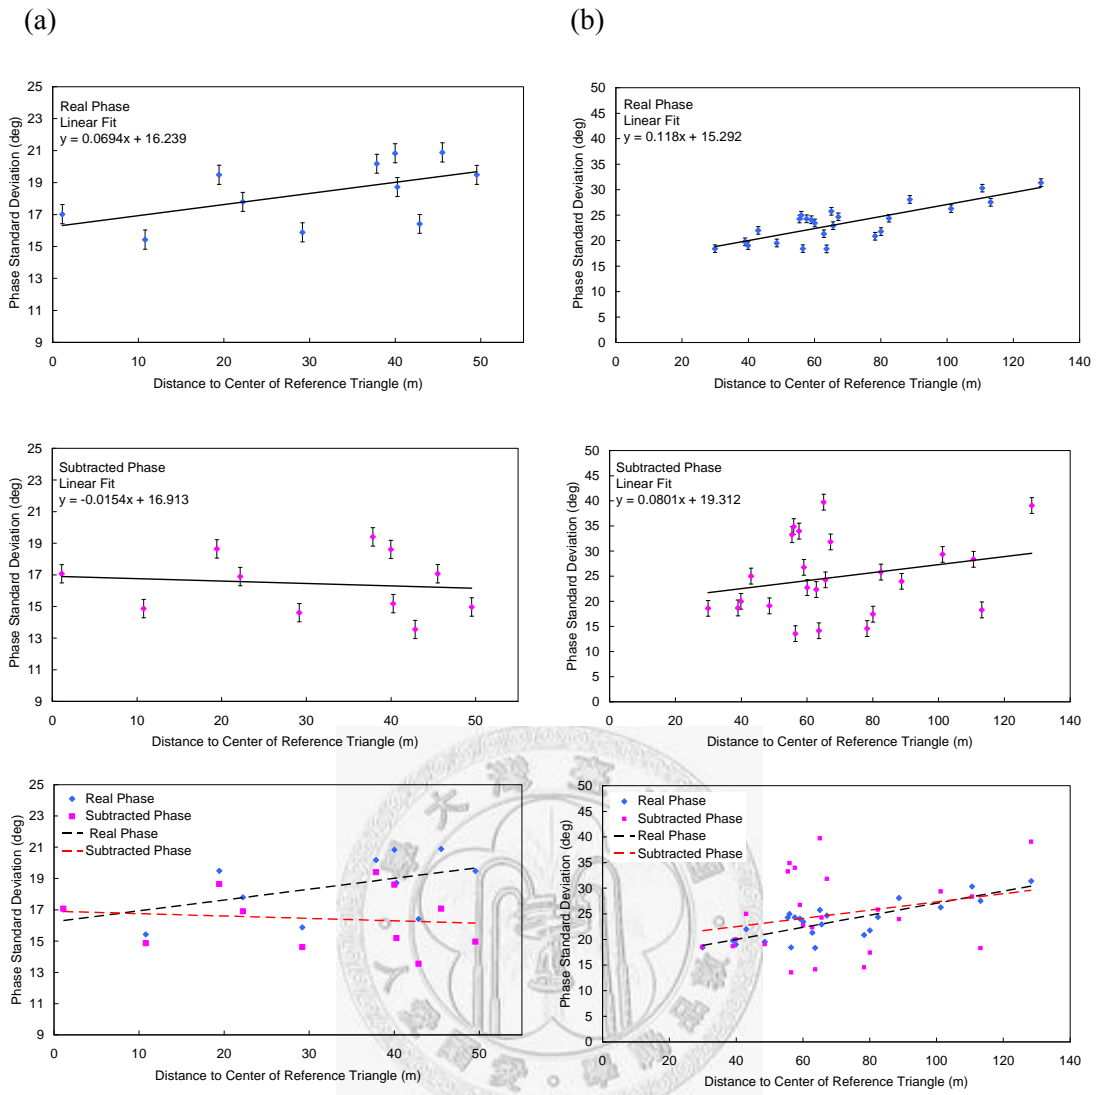 (a)
(b)
Real Phase
Linear Fit
y = 0.0694x + 16.239
Phase Standard Deviation (deg)
25
23
21
19
17
15
13
11
9
0 10 20 30 40 50
Distance to Center of Reference Triangle (m)
Real Phase
Linear Fit
y = 0.118x + 15.292
Phase Standard Deviation (deg)
50
45
40
35
30
25
20
15
10
5
0
0 20 40 60 80 100 120 140
Distance to Center of Reference Triangle (m)
Subtracted Phase
Linear Fit
y = -0.0154x + 16.913
Phase Standard Deviation (deg)
25
23
21
19
17
15
13
11
9
0 10 20 30 40 50
Distance to Center of Reference Triangle (m)
Subtracted Phase
Linear Fit
y = 0.0801x + 19.312
Phase Standard Deviation (deg)
50
45
40
35
30
25
20
15
10
5
0
0 20 40 60 80 100 120 140
Distance to Center of Reference Triangle (m)
Real Phase
Subtracted Phase
Real Phase
Subtracted Phase
Phase Standard Deviation (deg)
25
23
21
19
17
15
13
11
9
0 10 20 30 40 50
Distance to Center of Reference Triangle (m)
Real Phase
Subtracted Phase
Real Phase
Subtracted Phase
Phase Standard Deviation (deg)
50
45
40
35
30
25
20
15
10
5
0
0 20 40 60 80 100 120 140
Distance to Center of Reference Triangle (m)